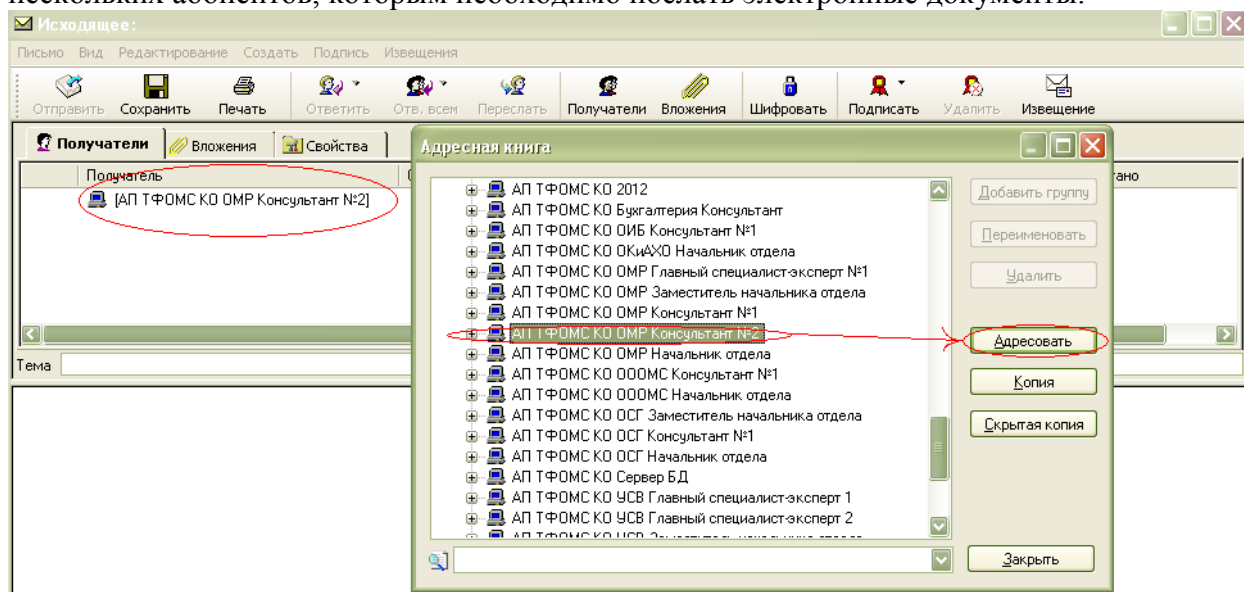 нескольких абонентов, которым необходимо послать электронные документы.
Исходящее:
Письмо Вид Редактирование Создать Подпись Извещения
Отправить Сохранить Печать Ответить Отв. всем Переслать Получатели Вложения Шифровать Подписать Удалить Извещение
Получатели Вложения Свойства
Получатель
[АП ТФОМС КО ОМР Консультант №2]
Тема
Адресная книга
АП ТФОМС КО 2012
АП ТФОМС КО Бухгалтерия Консультант
АП ТФОМС КО ОИБ Консультант №1
АП ТФОМС КО ОКиАХО Начальник отдела
АП ТФОМС КО ОМР Главный специалист-эксперт №1
АП ТФОМС КО ОМР Заместитель начальника отдела
АП ТФОМС КО ОМР Консультант №1
АП ТФОМС КО ОМР Консультант №2
АП ТФОМС КО ОМР Начальник отдела
АП ТФОМС КО ОООМС Консультант №1
АП ТФОМС КО ОООМС Начальник отдела
АП ТФОМС КО ОСГ Заместитель начальника отдела
АП ТФОМС КО ОСГ Консультант №1
АП ТФОМС КО ОСГ Начальник отдела
АП ТФОМС КО Сервер БД
АП ТФОМС КО УСВ Главный специалист-эксперт 1
АП ТФОМС КО УСВ Главный специалист-эксперт 2
Добавить группу
Переименовать
Удалить
Адресовать
Копия
Скрытая копия
Закрыть